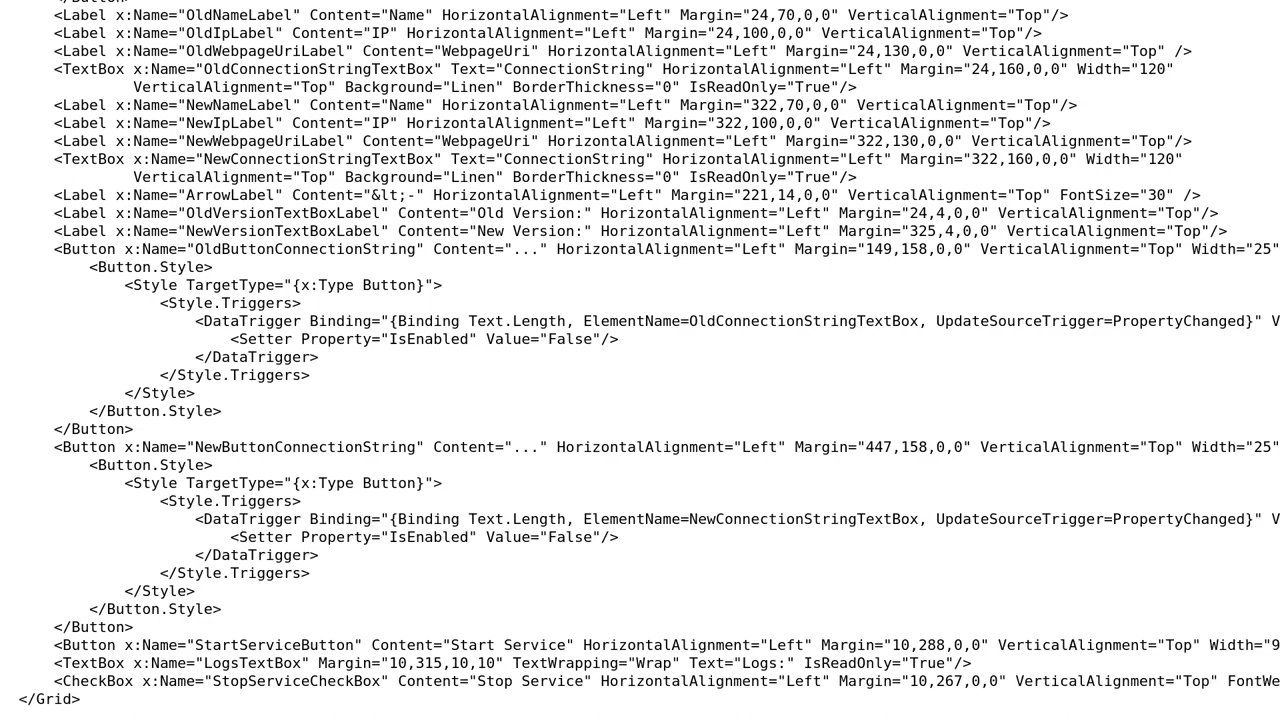 </Button>
<Label x:Name="OldNameLabel" Content="Name" HorizontalAlignment="Left" Margin="24,70,0,0" VerticalAlignment="Top"/>
<Label x:Name="OldIpLabel" Content="IP" HorizontalAlignment="Left" Margin="24,100,0,0" VerticalAlignment="Top"/>
<Label x:Name="OldWebpageUriLabel" Content="WebpageUri" HorizontalAlignment="Left" Margin="24,130,0,0" VerticalAlignment="Top" />
<TextBox x:Name="OldConnectionStringTextBox" Text="ConnectionString" HorizontalAlignment="Left" Margin="24,160,0,0" Width="120"
VerticalAlignment="Top" Background="Linen" BorderThickness="0" IsReadOnly="True"/>
<Label x:Name="NewNameLabel" Content="Name" HorizontalAlignment="Left" Margin="322,70,0,0" VerticalAlignment="Top"/>
<Label x:Name="NewIpLabel" Content="IP" HorizontalAlignment="Left" Margin="322,100,0,0" VerticalAlignment="Top"/>
<Label x:Name="NewWebpageUriLabel" Content="WebpageUri" HorizontalAlignment="Left" Margin="322,130,0,0" VerticalAlignment="Top"/>
<TextBox x:Name="NewConnectionStringTextBox" Text="ConnectionString" HorizontalAlignment="Left" Margin="322,160,0,0" Width="120"
VerticalAlignment="Top" Background="Linen" BorderThickness="0" IsReadOnly="True"/>
<Label x:Name="ArrowLabel" Content="&lt;-" HorizontalAlignment="Left" Margin="221,14,0,0" VerticalAlignment="Top" FontSize="30" />
<Label x:Name="OldVersionTextBoxLabel" Content="Old Version:" HorizontalAlignment="Left" Margin="24,4,0,0" VerticalAlignment="Top"/>
<Label x:Name="NewVersionTextBoxLabel" Content="New Version:" HorizontalAlignment="Left" Margin="325,4,0,0" VerticalAlignment="Top"/>
<Button x:Name="OldButtonConnectionString" Content="..." HorizontalAlignment="Left" Margin="149,158,0,0" VerticalAlignment="Top" Width="25"
<Button.Style>
<Style TargetType="{x:Type Button}">
<Style.Triggers>
<DataTrigger Binding="{Binding Text.Length, ElementName=OldConnectionStringTextBox, UpdateSourceTrigger=PropertyChanged}" V
<Setter Property="IsEnabled" Value="False"/>
</DataTrigger>
</Style.Triggers>
</Style>
</Button.Style>
</Button>
<Button x:Name="NewButtonConnectionString" Content="..." HorizontalAlignment="Left" Margin="447,158,0,0" VerticalAlignment="Top" Width="25"
<Button.Style>
<Style TargetType="{x:Type Button}">
<Style.Triggers>
<DataTrigger Binding="{Binding Text.Length, ElementName=NewConnectionStringTextBox, UpdateSourceTrigger=PropertyChanged}" V
<Setter Property="IsEnabled" Value="False"/>
</DataTrigger>
</Style.Triggers>
</Style>
</Button.Style>
</Button>
<Button x:Name="StartServiceButton" Content="Start Service" HorizontalAlignment="Left" Margin="10,288,0,0" VerticalAlignment="Top" Width="9
<TextBox x:Name="LogsTextBox" Margin="10,315,10,10" TextWrapping="Wrap" Text="Logs:" IsReadOnly="True"/>
<CheckBox x:Name="StopServiceCheckBox" Content="Stop Service" HorizontalAlignment="Left" Margin="10,267,0,0" VerticalAlignment="Top" FontWe
</Grid>